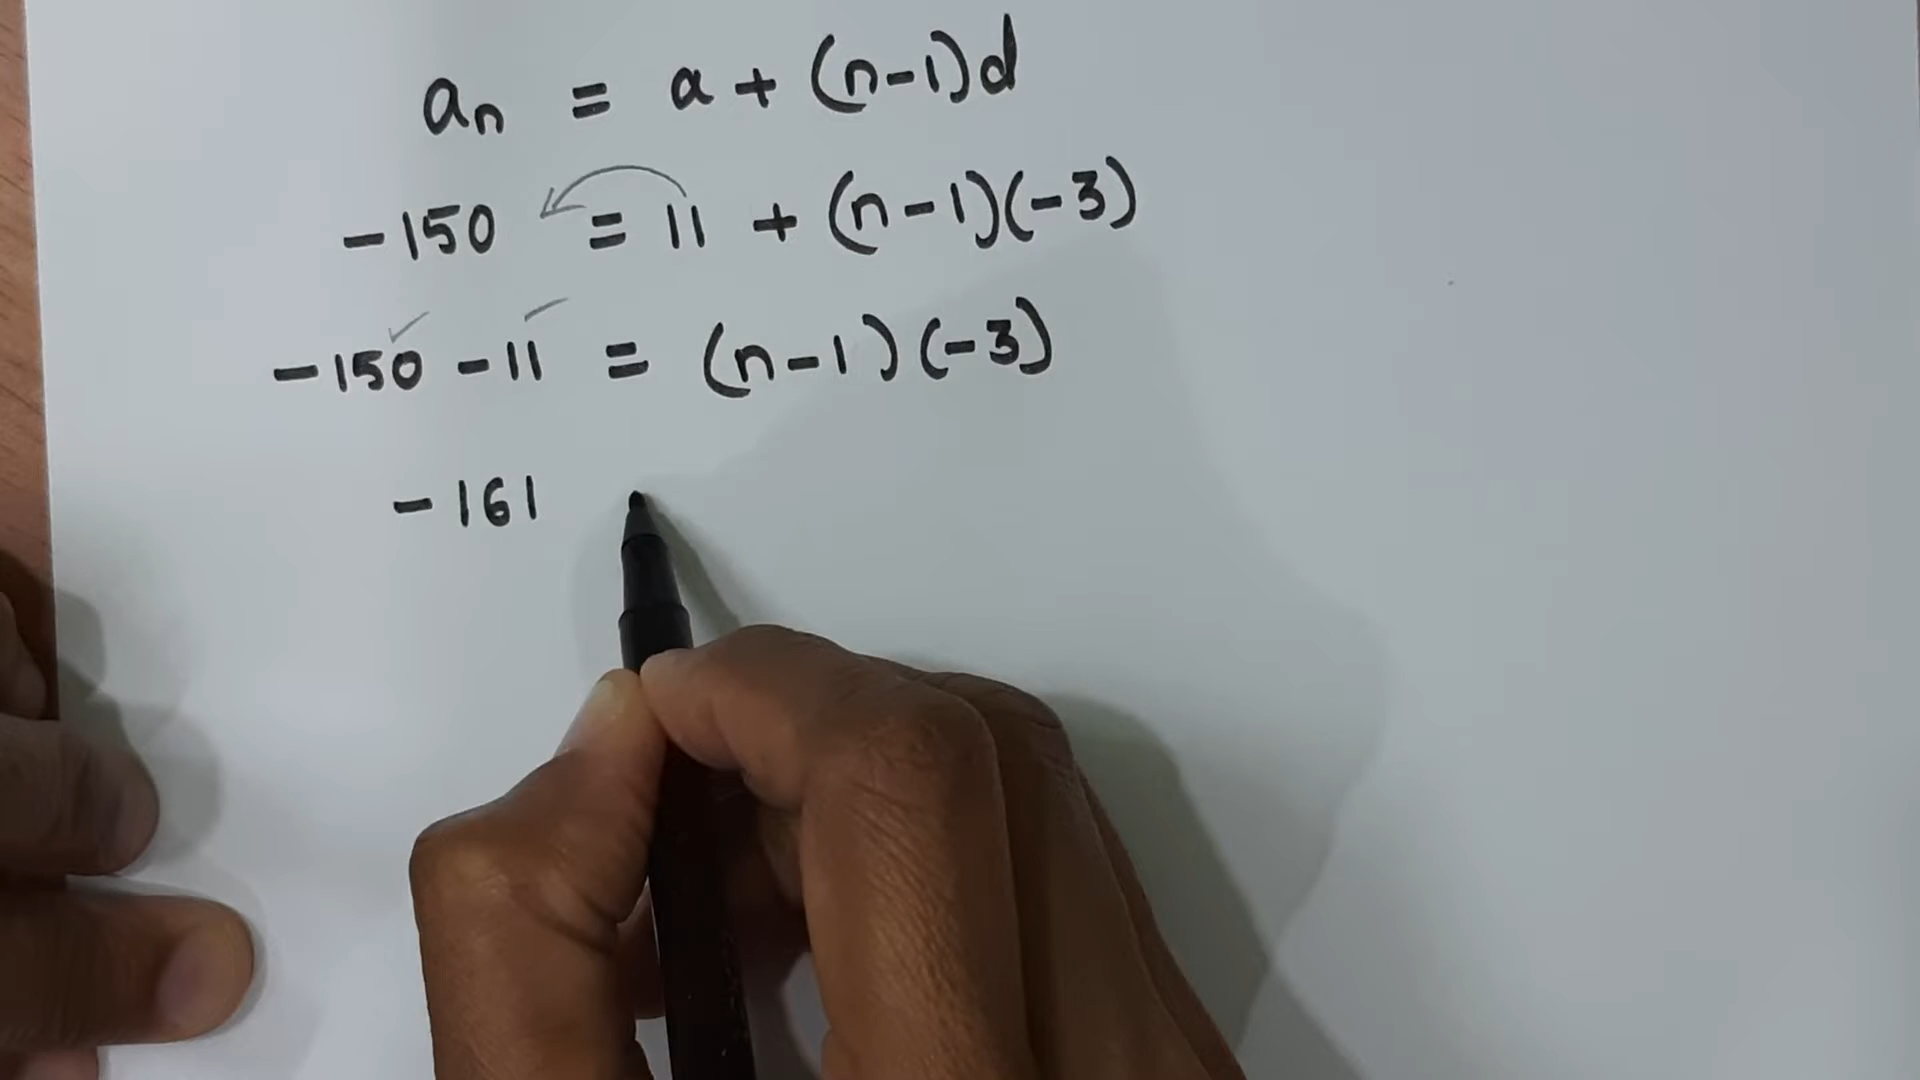 an = a + (n-1)d
-150 = 11 + (n-1)(-3)
-150 -11 = (n-1)(-3)
-161